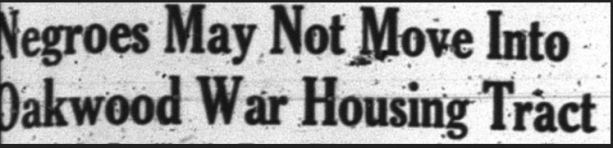 Negroes May Not Move Into
Oakwood War Housing Tract